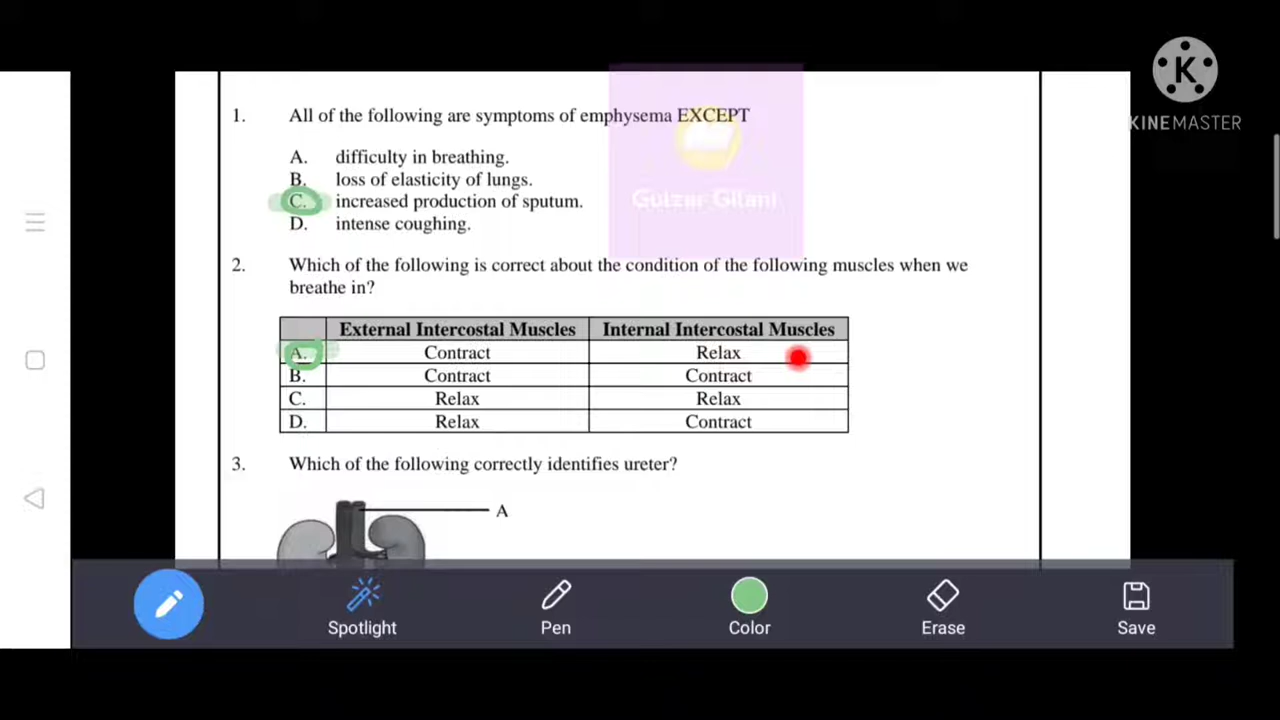 KINEMASTER
1. All of the following are symptoms of emphysema EXCEPT
A. difficulty in breathing.
B. loss of elasticity of lungs.
C. increased production of sputum.
D. intense coughing.
Gulzar Gilani
2. Which of the following is correct about the condition of the following muscles when we
breathe in?
External Intercostal Muscles Internal Intercostal Muscles
A. Contract Relax
B. Contract Contract
C. Relax Relax
D. Relax Contract
3. Which of the following correctly identifies ureter?
A
Spotlight Pen Color Erase Save